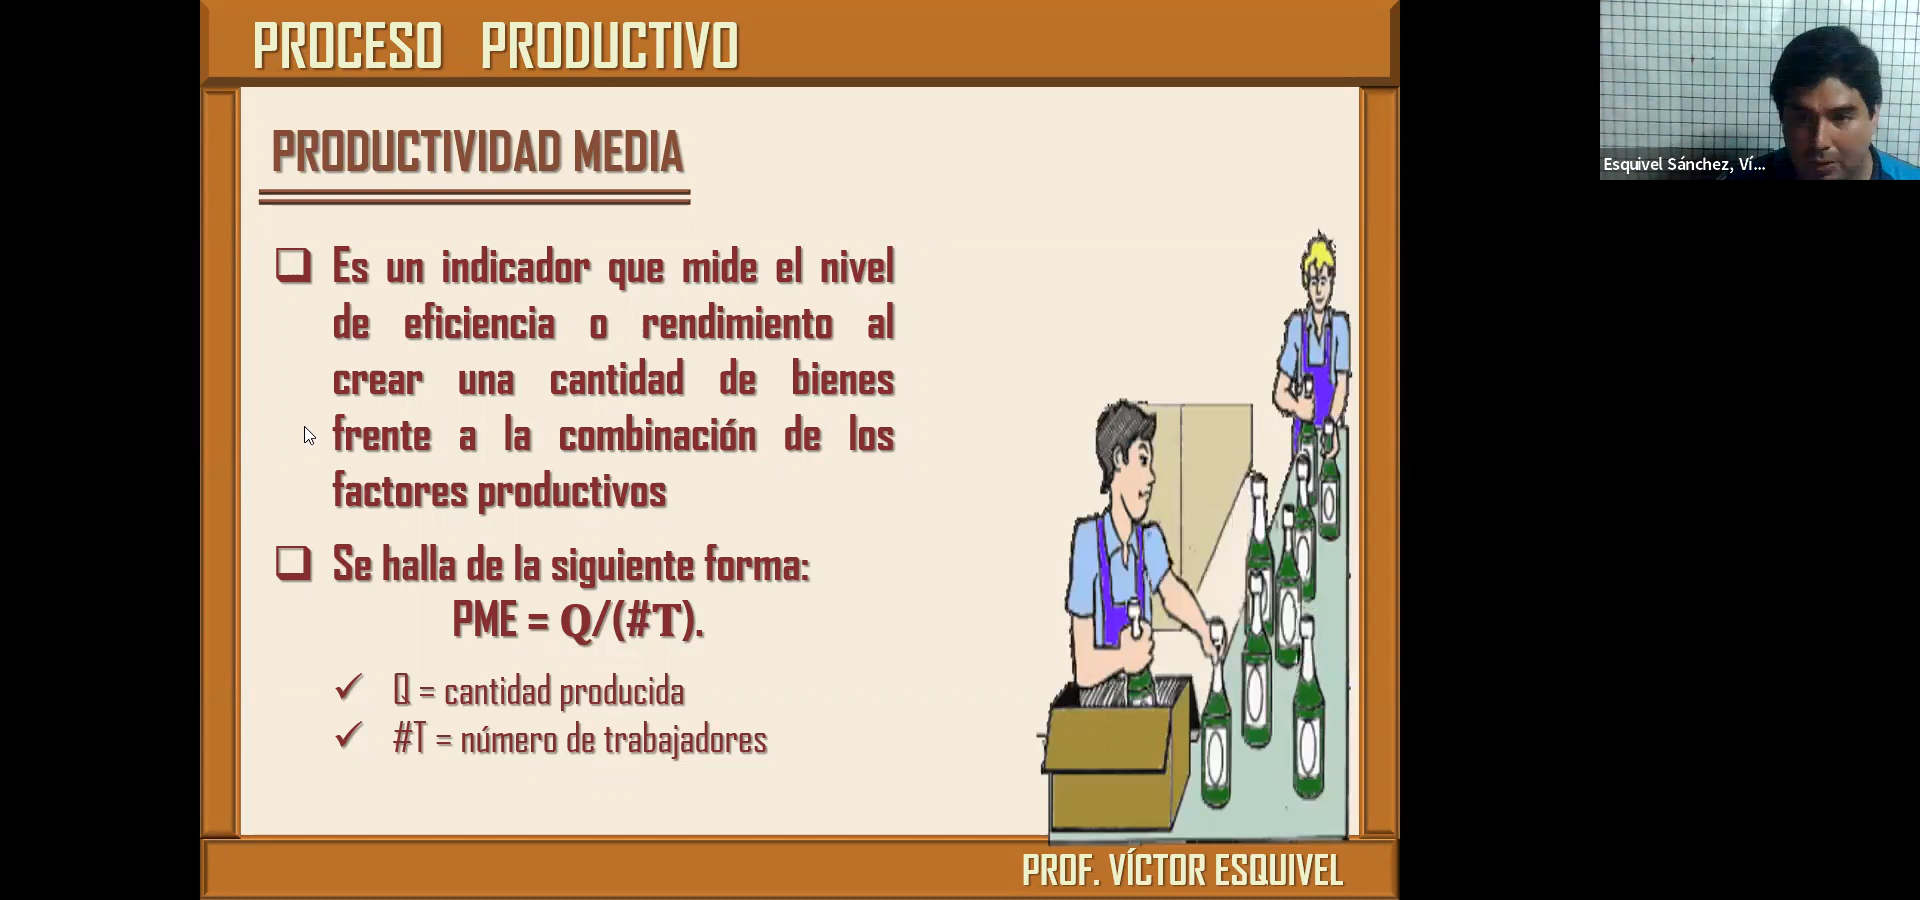 PROCESO PRODUCTIVO
PRODUCTIVIDAD MEDIA
Es un indicador que mide el nivel
de eficiencia o rendimiento al
crear una cantidad de bienes
frente a la combinación de los
factores productivos
Se halla de la siguiente forma:
PME = Q/(#T).
Q = cantidad producida
#T = número de trabajadores
PROF. VÍCTOR ESQUIVEL
Esquivel Sánchez, Ví...